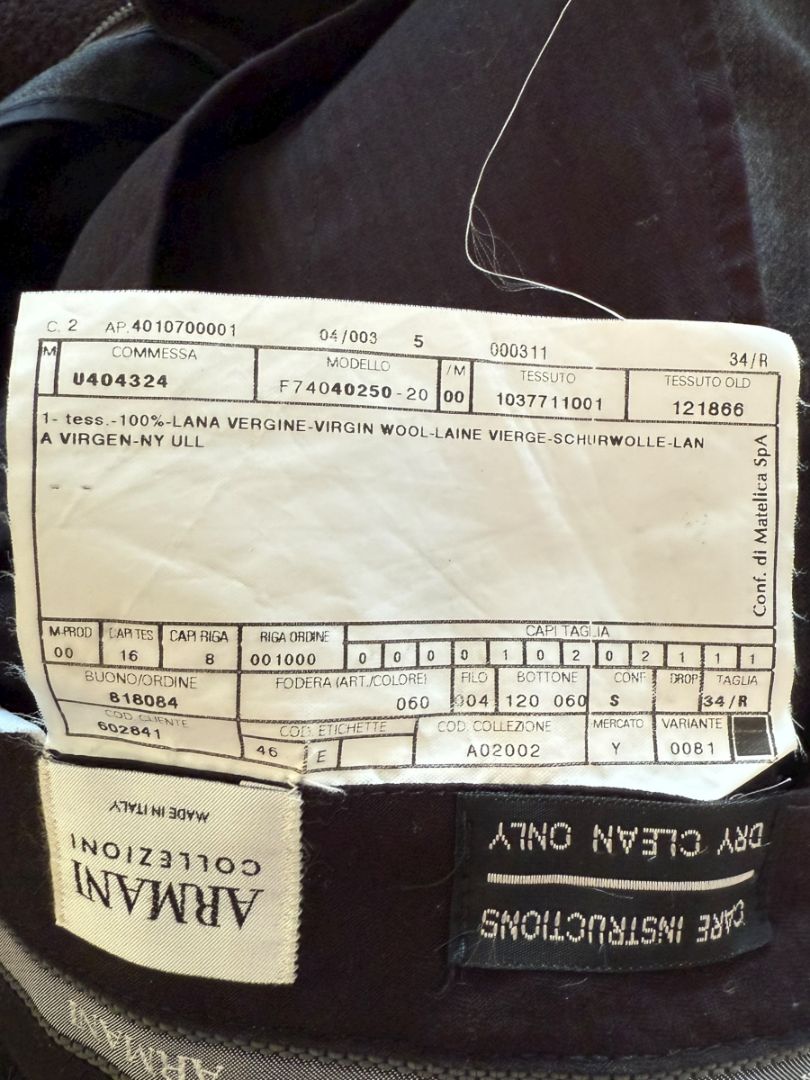 C. 2 AP.4010700001 04/003 5 000311 34/R
M COMMESSA MODELLO /M TESSUTO TESSUTO OLD
U404324 F74040250-20 00 1037711001 121866
1- tess.-100%-LANA VERGINE-VIRGIN WOOL-LAINE VIERGE-SCHURWOLLE-LAN
A VIRGEN-NY ULL
- -
Conf. di Matelica SpA
M-PROD CAPI TES CAPI RIGA RIGA ORDINE CAPI TAGLIA
00 16 8 001000 0 0 0 0 1 0 2 0 2 1 1 1
BUONO/ORDINE FODERA (ART./COLORE) FILO BOTTONE CONF DROP TAGLIA
818084 060 004 120 060 S 34/R
COD. CLIENTE COD. ETICHETTE COD. COLLEZIONE MERCATO VARIANTE
602841 46 E A02002 Y 0081
ARMANI
COLLEZIONI
MADE IN ITALY
CARE INSTRUCTIONS
DRY CLEAN ONLY
ARMANI